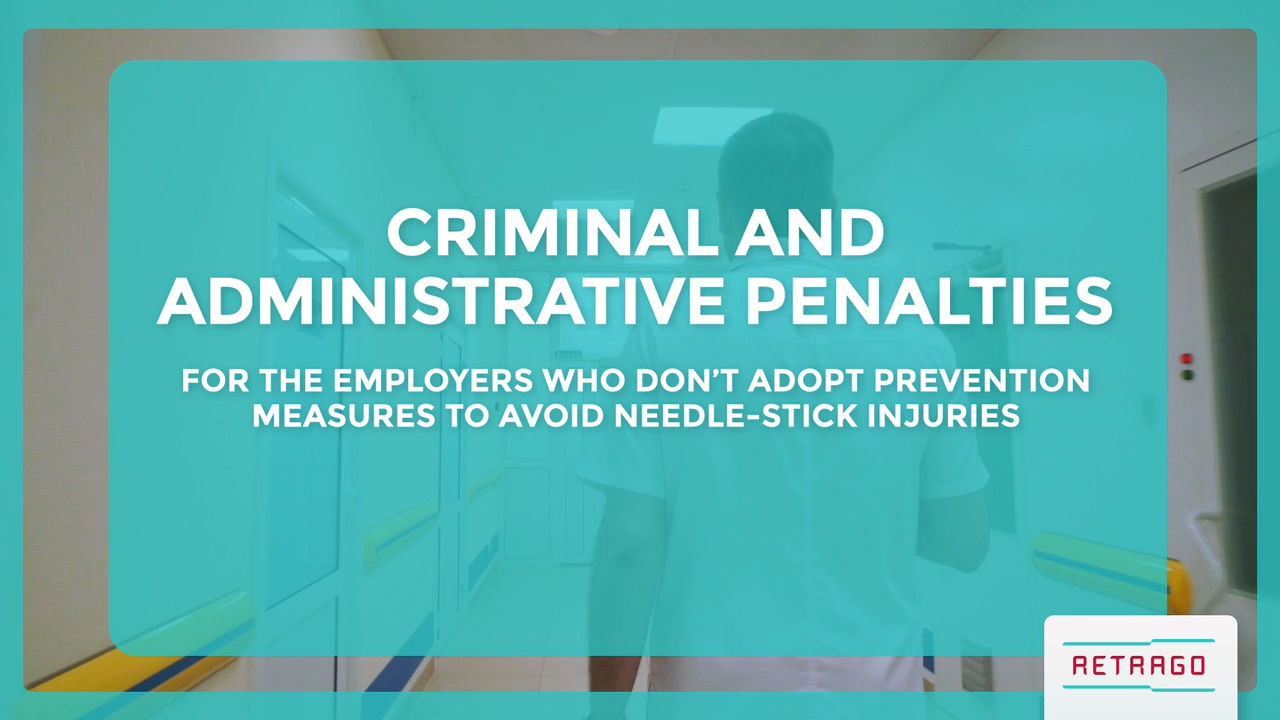 CRIMINAL AND
ADMINISTRATIVE PENALTIES
FOR THE EMPLOYERS WHO DON’T ADOPT PREVENTION
MEASURES TO AVOID NEEDLE-STICK INJURIES
RETRAGO